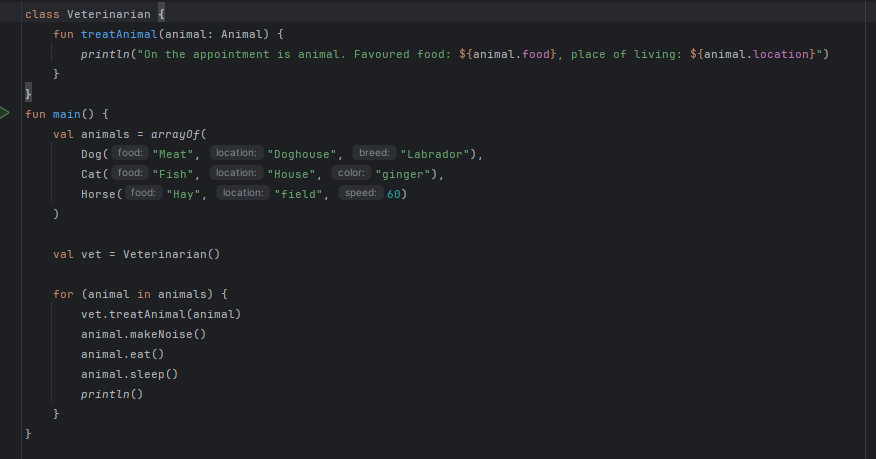 class Veterinarian {
    fun treatAnimal(animal: Animal) {
        println("On the appointment is animal. Favoured food: ${animal.food}, place of living: ${animal.location}")
    }
}
fun main() {
    val animals = arrayOf(
        Dog( food: "Meat", location: "Doghouse", breed: "Labrador"),
        Cat( food: "Fish", location: "House", color: "ginger"),
        Horse( food: "Hay", location: "field", speed: 60)
    )

    val vet = Veterinarian()

    for (animal in animals) {
        vet.treatAnimal(animal)
        animal.makeNoise()
        animal.eat()
        animal.sleep()
        println()
    }
}